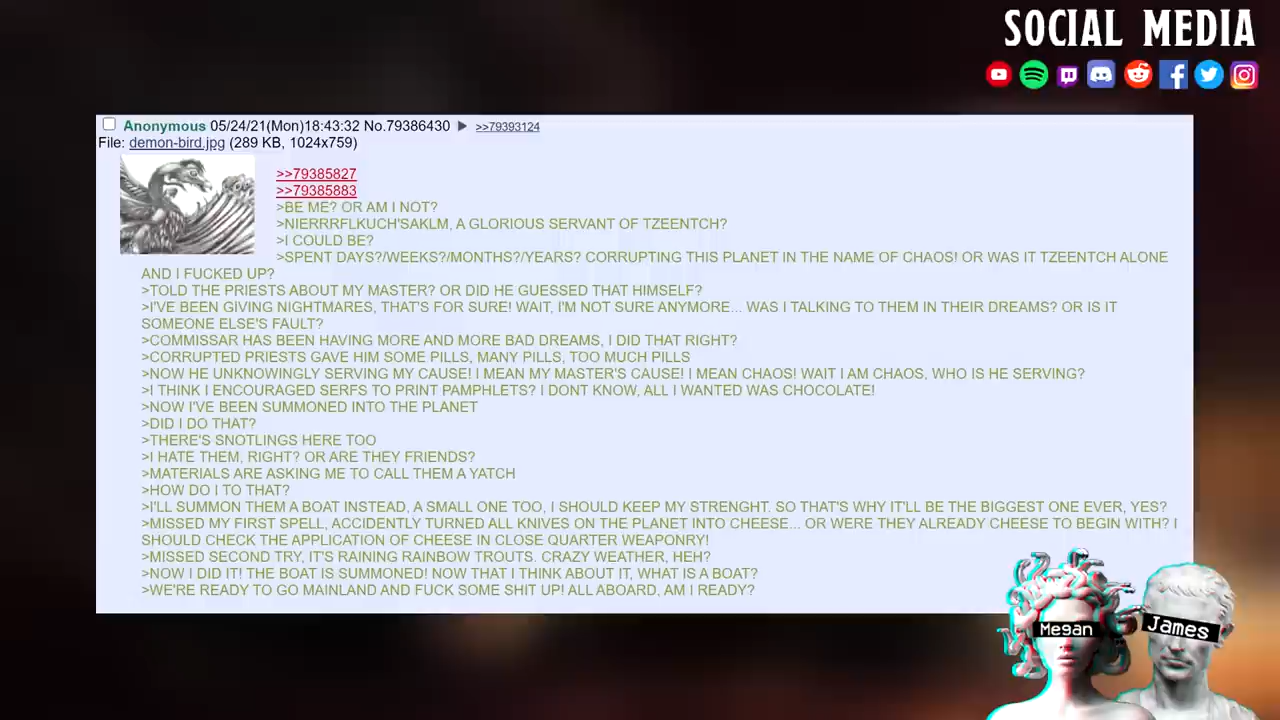 SOCIAL MEDIA
Anonymous 05/24/21(Mon)18:43:32 No.79386430 ▶ >>79393124
File: demon-bird.jpg (289 KB, 1024x759)
>>79385827
>>79385883
>BE ME? OR AM I NOT?
>NIERRRFLKUCH'SAKLM, A GLORIOUS SERVANT OF TZEENTCH?
>I COULD BE?
>SPENT DAYS?/WEEKS?/MONTHS?/YEARS? CORRUPTING THIS PLANET IN THE NAME OF CHAOS! OR WAS IT TZEENTCH ALONE
AND I FUCKED UP?
>TOLD THE PRIESTS ABOUT MY MASTER? OR DID HE GUESSED THAT HIMSELF?
>I'VE BEEN GIVING NIGHTMARES, THAT'S FOR SURE! WAIT, I'M NOT SURE ANYMORE... WAS I TALKING TO THEM IN THEIR DREAMS? OR IS IT
SOMEONE ELSE'S FAULT?
>COMMISSAR HAS BEEN HAVING MORE AND MORE BAD DREAMS, I DID THAT RIGHT?
>CORRUPTED PRIESTS GAVE HIM SOME PILLS, MANY PILLS, TOO MUCH PILLS
>NOW HE UNKNOWINGLY SERVING MY CAUSE! I MEAN MY MASTER'S CAUSE! I MEAN CHAOS! WAIT I AM CHAOS, WHO IS HE SERVING?
>I THINK I ENCOURAGED SERFS TO PRINT PAMPHLETS? I DONT KNOW, ALL I WANTED WAS CHOCOLATE!
>NOW I'VE BEEN SUMMONED INTO THE PLANET
>DID I DO THAT?
>THERE'S SNOTLINGS HERE TOO
>I HATE THEM, RIGHT? OR ARE THEY FRIENDS?
>MATERIALS ARE ASKING ME TO CALL THEM A YATCH
>HOW DO I TO THAT?
>I'LL SUMMON THEM A BOAT INSTEAD, A SMALL ONE TOO, I SHOULD KEEP MY STRENGHT. SO THAT'S WHY IT'LL BE THE BIGGEST ONE EVER, YES?
>MISSED MY FIRST SPELL, ACCIDENTLY TURNED ALL KNIVES ON THE PLANET INTO CHEESE... OR WERE THEY ALREADY CHEESE TO BEGIN WITH? I
SHOULD CHECK THE APPLICATION OF CHEESE IN CLOSE QUARTER WEAPONRY!
>MISSED SECOND TRY, IT'S RAINING RAINBOW TROUTS. CRAZY WEATHER, HEH?
>NOW I DID IT! THE BOAT IS SUMMONED! NOW THAT I THINK ABOUT IT, WHAT IS A BOAT?
>WE'RE READY TO GO MAINLAND AND FUCK SOME SHIT UP! ALL ABOARD, AM I READY?
Megan
James